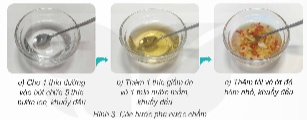 a) Cho 1 thìa đường
vào bát chứa 5 thìa
nước lọc, khuấy đều
b) Thêm 1 thìa giấm ăn
và 1 thìa nước mắm,
khuấy đều
c) Thêm tỏi và ớt đã
băm nhỏ, khuấy đều
Hình 3. Các bước pha nước chấm